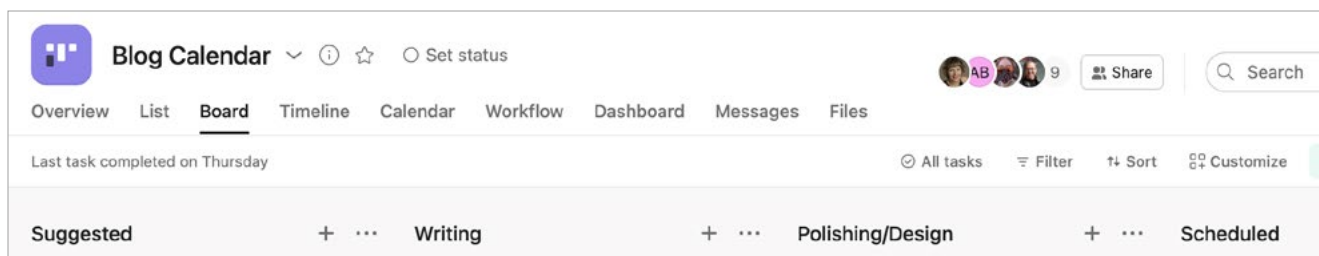 Blog Calendar Set status
AB 9 Share Search
Overview List Board Timeline Calendar Workflow Dashboard Messages Files
Last task completed on Thursday All tasks Filter Sort Customize
Suggested Writing Polishing/Design Scheduled